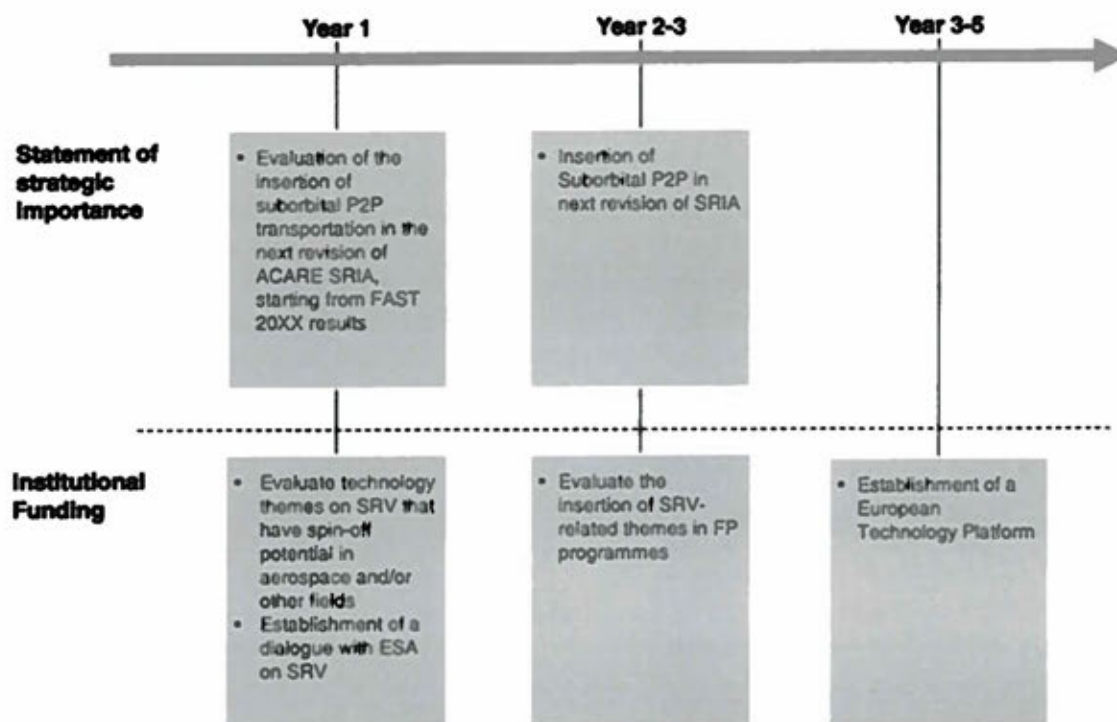 Year 1
Year 2-3
Year 3-5
Statement of
strategic
importance
• Evaluation of the
insertion of
suborbital P2P
transportation in the
next revision of
ACARE SRIA,
starting from FAST
20XX results
• Insertion of
Suborbital P2P in
next revision of SRIA
Institutional
Funding
• Evaluate technology
themes on SRV that
have spin-off
potential in
aerospace and/or
other fields
• Establishment of a
dialogue with ESA
on SRV
• Evaluate the
insertion of SRV-
related themes in FP
programmes
• Establishment of a
European
Technology Platform